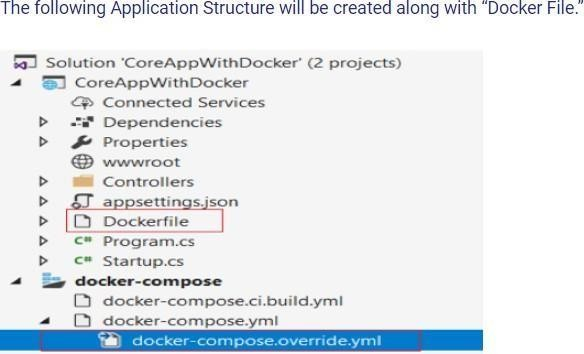 The following Application Structure will be created along with “Docker File.”
Solution 'CoreAppWithDocker' (2 projects)
CoreAppWithDocker
Connected Services
Dependencies
Properties
wwwroot
Controllers
appsettings.json
Dockerfile
C# Program.cs
C# Startup.cs
docker-compose
docker-compose.ci.build.yml
docker-compose.yml
docker-compose.override.yml